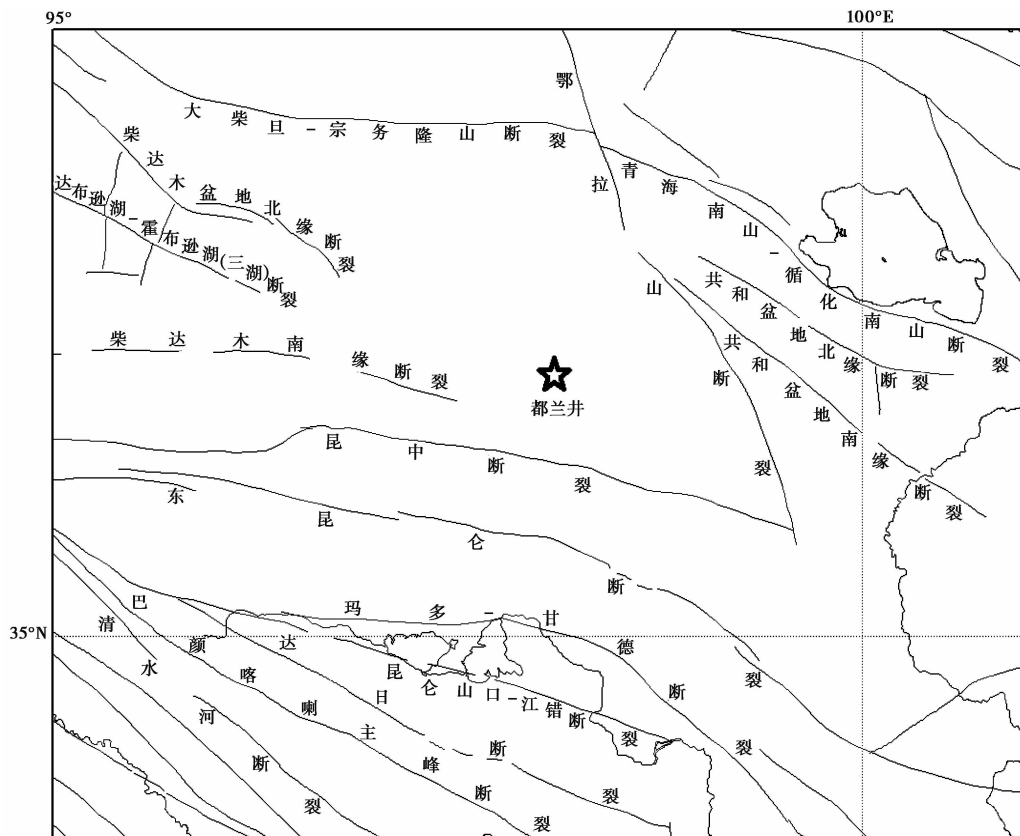 95°
100°E
35°N
大柴旦-宗务隆山断裂
鄂拉山断裂
柴达木盆地北缘断裂
达布逊湖-霍布逊湖(三湖)断裂
青海南山-循化南山断裂
共和盆地北缘断裂
共和盆地南缘断裂
柴达木南缘断裂
都兰井
昆中断裂
东昆仑断裂
玛多-甘德断裂
昆仑山口-江错断裂
达日断裂
巴颜喀喇主峰断裂
清水河断裂